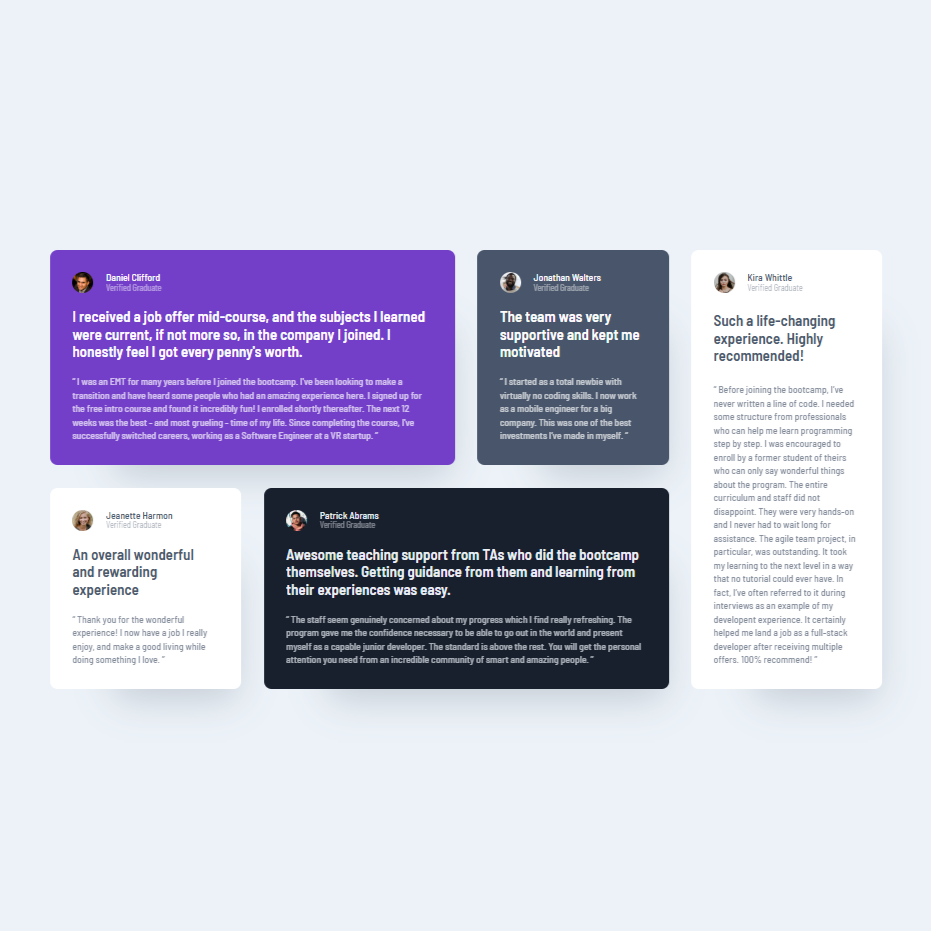 Daniel Clifford
Verified Graduate
I received a job offer mid-course, and the subjects I learned
were current, if not more so, in the company I joined. I
honestly feel I got every penny's worth.
" I was an EMT for many years before I joined the bootcamp. I've been looking to make a
transition and have heard some people who had an amazing experience here. I signed up for
the free intro course and found it incredibly fun! I enrolled shortly thereafter. The next 12
weeks was the best – and most grueling – time of my life. Since completing the course, I've
successfully switched careers, working as a Software Engineer at a VR startup. "
Jonathan Walters
Verified Graduate
The team was very
supportive and kept me
motivated
" I started as a total newbie with
virtually no coding skills. I now work
as a mobile engineer for a big
company. This was one of the best
investments I've made in myself. "
Kira Whittle
Verified Graduate
Such a life-changing
experience. Highly
recommended!
" Before joining the bootcamp, I've
never written a line of code. I needed
some structure from professionals
who can help me learn programming
step by step. I was encouraged to
enroll by a former student of theirs
who can only say wonderful things
about the program. The entire
curriculum and staff did not
disappoint. They were very hands-on
and I never had to wait long for
assistance. The agile team project, in
particular, was outstanding. It took
my learning to the next level in a way
that no tutorial could ever have. In
fact, I've often referred to it during
interviews as an example of my
developent experience. It certainly
helped me land a job as a full-stack
developer after receiving multiple
offers. 100% recommend! "
Jeanette Harmon
Verified Graduate
An overall wonderful
and rewarding
experience
" Thank you for the wonderful
experience! I now have a job I really
enjoy, and make a good living while
doing something I love. "
Patrick Abrams
Verified Graduate
Awesome teaching support from TAs who did the bootcamp
themselves. Getting guidance from them and learning from
their experiences was easy.
" The staff seem genuinely concerned about my progress which I find really refreshing. The
program gave me the confidence necessary to be able to go out in the world and present
myself as a capable junior developer. The standard is above the rest. You will get the personal
attention you need from an incredible community of smart and amazing people. "